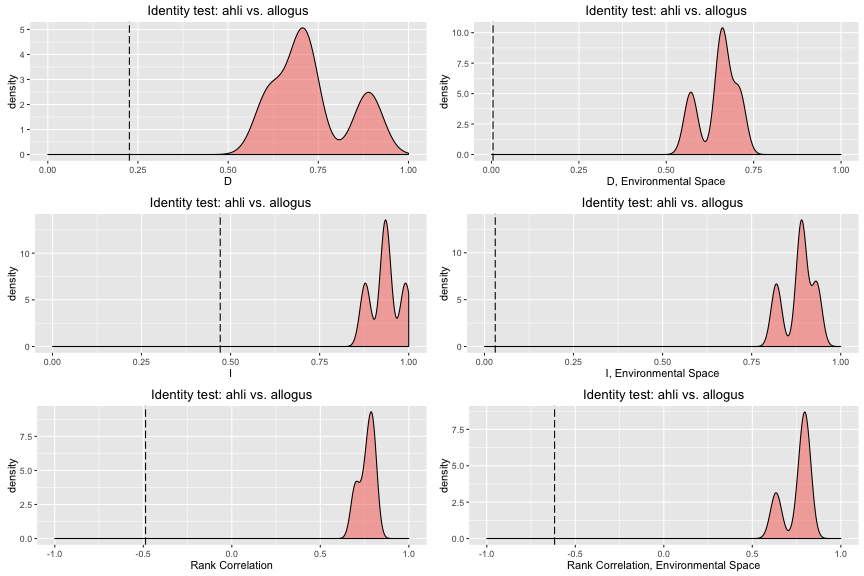 Identity test: ahli vs. allogus
density
5
4
3
2
1
0
0.00 0.25 0.50 0.75 1.00
D
Identity test: ahli vs. allogus
density
10.0
7.5
5.0
2.5
0.0
0.00 0.25 0.50 0.75 1.00
D, Environmental Space
Identity test: ahli vs. allogus
density
10
5
0
0.00 0.25 0.50 0.75 1.00
I
Identity test: ahli vs. allogus
density
10
5
0
0.00 0.25 0.50 0.75 1.00
I, Environmental Space
Identity test: ahli vs. allogus
density
7.5
5.0
2.5
0.0
-1.0 -0.5 0.0 0.5 1.0
Rank Correlation
Identity test: ahli vs. allogus
density
7.5
5.0
2.5
0.0
-1.0 -0.5 0.0 0.5 1.0
Rank Correlation, Environmental Space